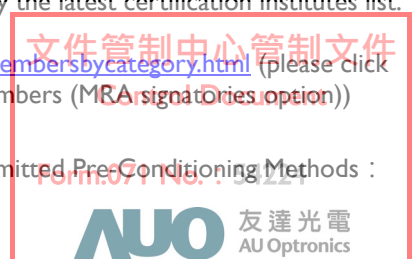 y the latest certification institutes list.
文件管制中心管制文件
embersbycategory.html (please click
mbers (MRA signatories option))
Control Document
mitted Pre-Conditioning Methods：
Form.071 No.：54221
AUO 友達光電
AU Optronics